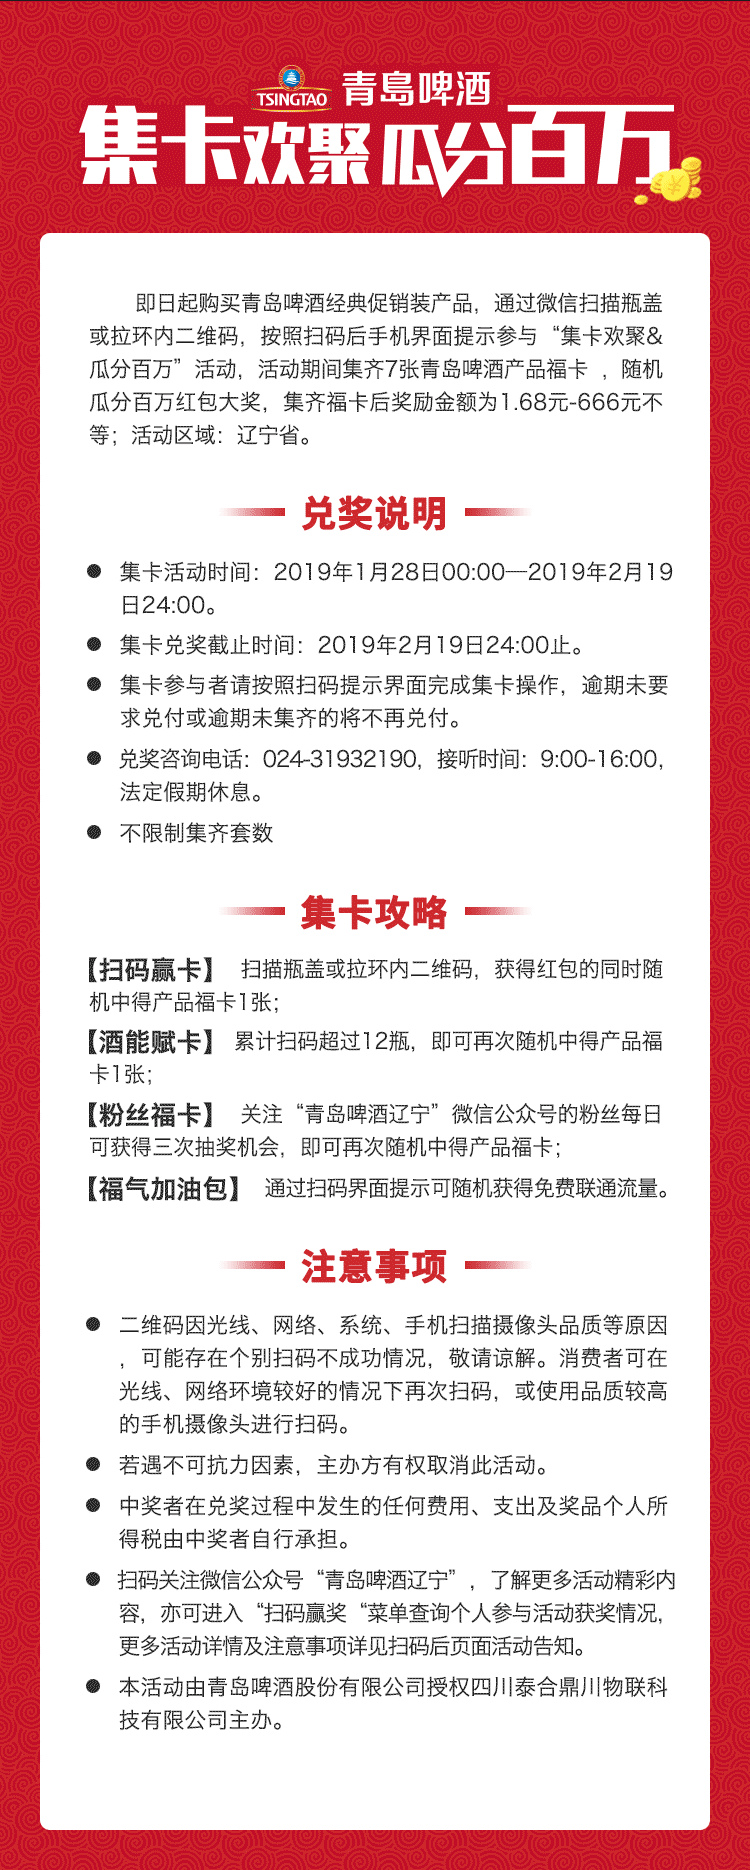 TSINGTAO 青島啤酒
集卡欢聚 瓜分百万
即日起购买青岛啤酒经典促销装产品，通过微信扫描瓶盖
或拉环内二维码，按照扫码后手机界面提示参与“集卡欢聚&
瓜分百万”活动，活动期间集齐7张青岛啤酒产品福卡 ，随机
瓜分百万红包大奖，集齐福卡后奖励金额为1.68元-666元不
等；活动区域：辽宁省。
兑奖说明
● 集卡活动时间：2019年1月28日00:00—2019年2月19
日24:00。
● 集卡兑奖截止时间：2019年2月19日24:00止。
● 集卡参与者请按照扫码提示界面完成集卡操作，逾期未要
求兑付或逾期未集齐的将不再兑付。
● 兑奖咨询电话：024-31932190，接听时间：9:00-16:00，
法定假期休息。
● 不限制集齐套数
集卡攻略
【扫码赢卡】 扫描瓶盖或拉环内二维码，获得红包的同时随
机中得产品福卡1张；
【酒能赋卡】 累计扫码超过12瓶，即可再次随机中得产品福
卡1张；
【粉丝福卡】 关注“青岛啤酒辽宁”微信公众号的粉丝每日
可获得三次抽奖机会，即可再次随机中得产品福卡；
【福气加油包】 通过扫码界面提示可随机获得免费联通流量。
注意事项
● 二维码因光线、网络、系统、手机扫描摄像头品质等原因
，可能存在个别扫码不成功情况，敬请谅解。消费者可在
光线、网络环境较好的情况下再次扫码，或使用品质较高
的手机摄像头进行扫码。
● 若遇不可抗力因素，主办方有权取消此活动。
● 中奖者在兑奖过程中发生的任何费用、支出及奖品个人所
得税由中奖者自行承担。
● 扫码关注微信公众号“青岛啤酒辽宁”，了解更多活动精彩内
容，亦可进入“扫码赢奖“菜单查询个人参与活动获奖情况，
更多活动详情及注意事项详见扫码后页面活动告知。
● 本活动由青岛啤酒股份有限公司授权四川泰合鼎川物联科
技有限公司主办。